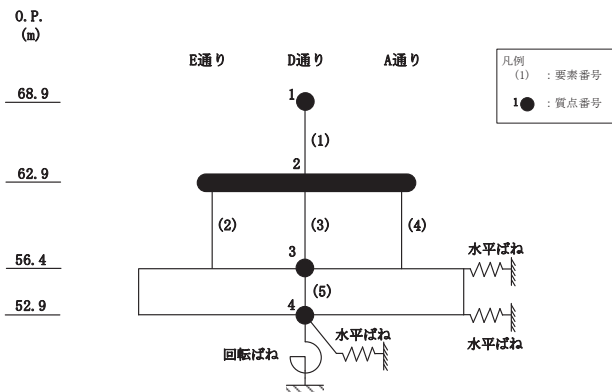 O.P.
(m)
E通り D通り A通り
凡例
(1) : 要素番号
1 : 質点番号
68.9
1
(1)
2
62.9
(2) (3) (4)
3
56.4
水平ばね
(5)
4
52.9
水平ばね
水平ばね
回転ばね